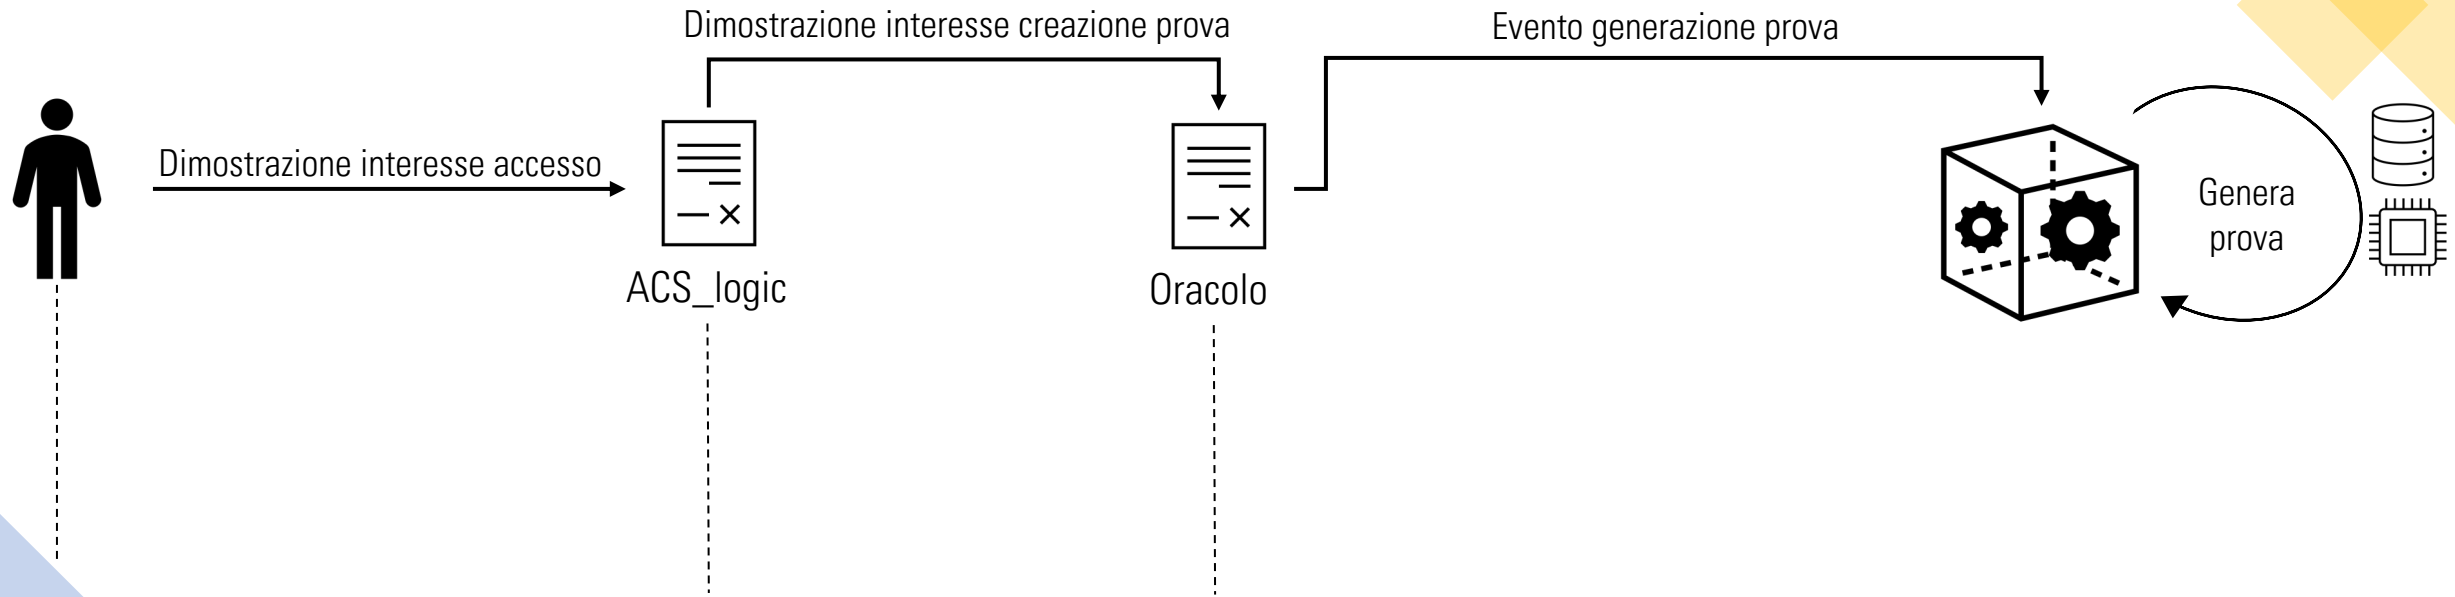 Dimostrazione interesse creazione prova
Evento generazione prova
Dimostrazione interesse accesso
Genera
prova
ACS_logic
Oracolo